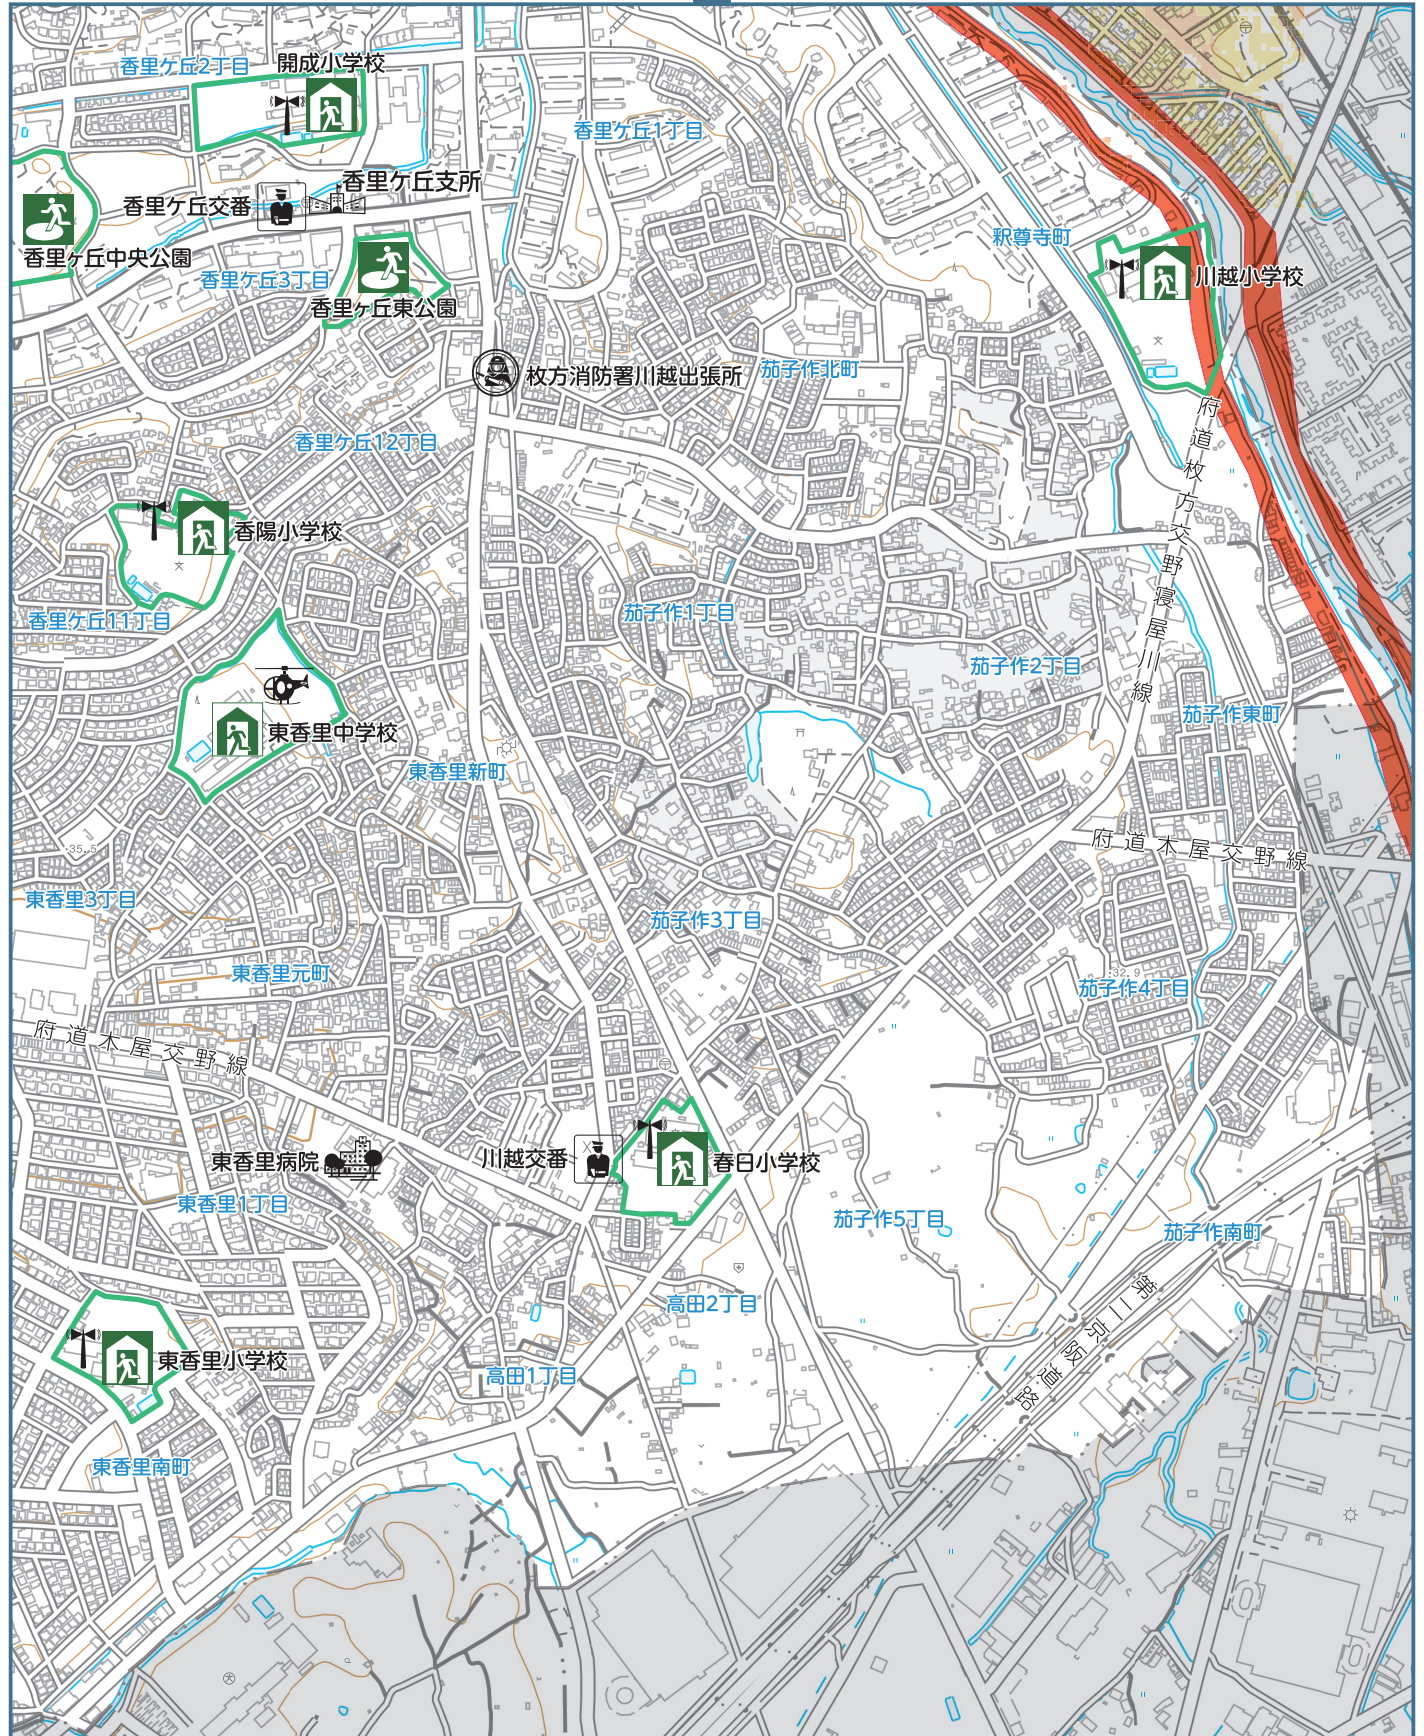 香里ケ丘2丁目
開成小学校
香里ケ丘1丁目
香里ケ丘支所
香里ケ丘交番
香里ヶ丘中央公園
香里ケ丘3丁目
香里ヶ丘東公園
釈尊寺町
川越小学校
枚方消防署川越出張所
茄子作北町
府道枚方交野寝屋川線
香里ケ丘12丁目
香陽小学校
香里ケ丘11丁目
茄子作1丁目
茄子作2丁目
茄子作東町
東香里中学校
東香里新町
35.5
府道木屋交野線
東香里3丁目
茄子作3丁目
東香里元町
32.9
茄子作4丁目
府道木屋交野線
東香里病院
川越交番
春日小学校
東香里1丁目
茄子作5丁目
茄子作南町
第二京阪道路
高田2丁目
東香里小学校
高田1丁目
東香里南町